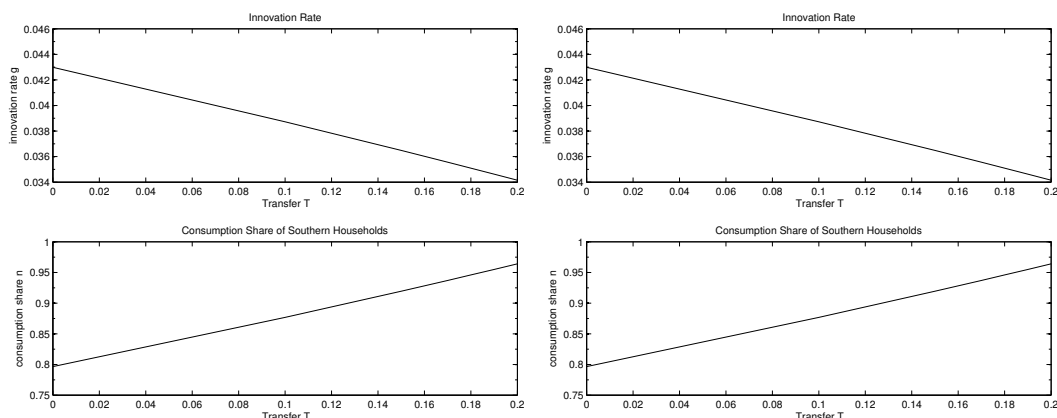 Innovation Rate
0.046
0.044
0.042
0.04
0.038
0.036
0.034
innovation rate g
0 0.02 0.04 0.06 0.08 0.1 0.12 0.14 0.16 0.18 0.2
Transfer T
Consumption Share of Southern Households
1
0.95
0.9
0.85
0.8
0.75
consumption share n
0 0.02 0.04 0.06 0.08 0.1 0.12 0.14 0.16 0.18 0.2
Transfer T
Innovation Rate
0.046
0.044
0.042
0.04
0.038
0.036
0.034
innovation rate g
0 0.02 0.04 0.06 0.08 0.1 0.12 0.14 0.16 0.18 0.2
Transfer T
Consumption Share of Southern Households
1
0.95
0.9
0.85
0.8
0.75
consumption share n
0 0.02 0.04 0.06 0.08 0.1 0.12 0.14 0.16 0.18 0.2
Transfer T